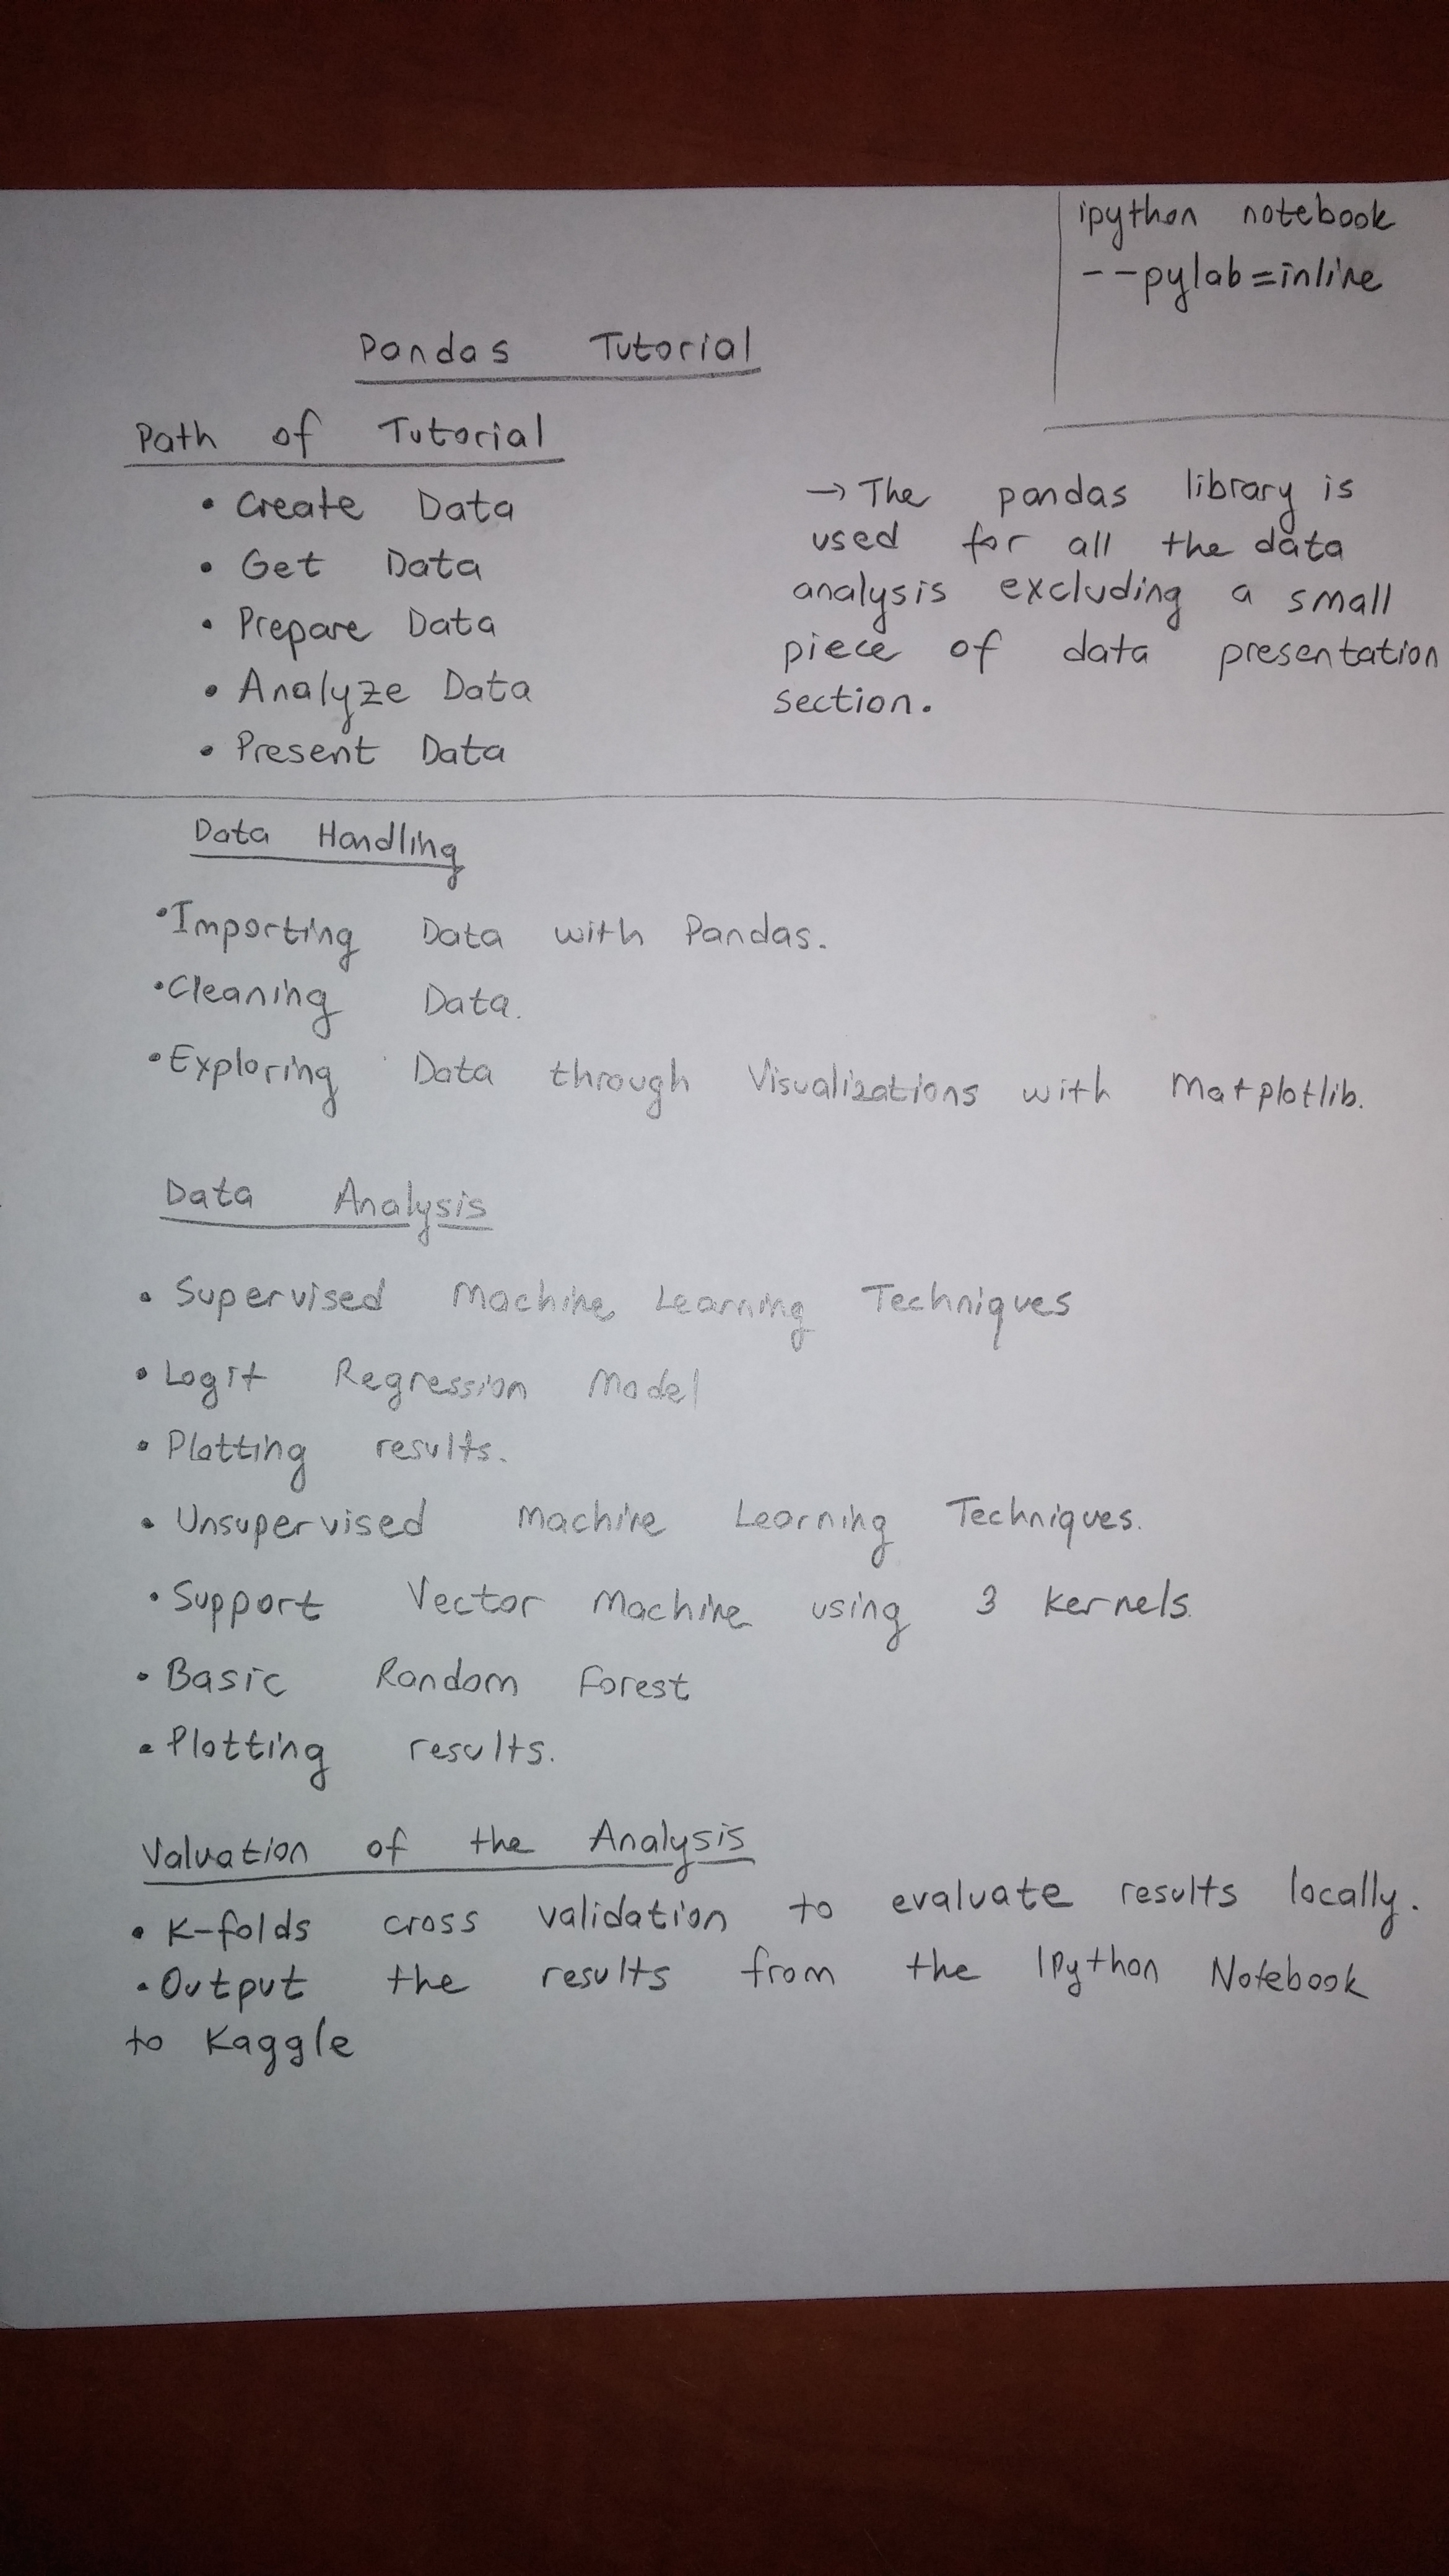 ipython notebook
--pylab=inline
Pandas Tutorial
Path of Tutorial
• Create Data
• Get Data
• Prepare Data
• Analyze Data
• Present Data
→ The pandas library is
used for all the data
analysis excluding a small
piece of data presentation
section.
Data Handling
• Importing Data with Pandas.
• Cleaning Data.
• Exploring Data through Visualizations with Matplotlib.
Data Analysis
• Supervised Machine Learning Techniques
• Logit Regression Model
• Plotting results.
• Unsupervised Machine Learning Techniques.
• Support Vector Machine using 3 kernels.
• Basic Random Forest
• Plotting results.
Valuation of the Analysis
• K-folds cross validation to evaluate results locally.
• Output the results from the IPython Notebook
to Kaggle